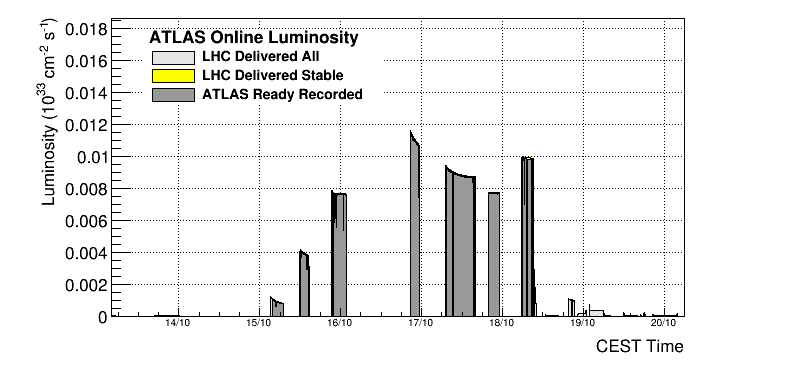 ATLAS Online Luminosity
LHC Delivered All
LHC Delivered Stable
ATLAS Ready Recorded
Luminosity (10^33 cm^-2 s^-1)
0.018
0.016
0.014
0.012
0.01
0.008
0.006
0.004
0.002
0
14/10 15/10 16/10 17/10 18/10 19/10 20/10
CEST Time